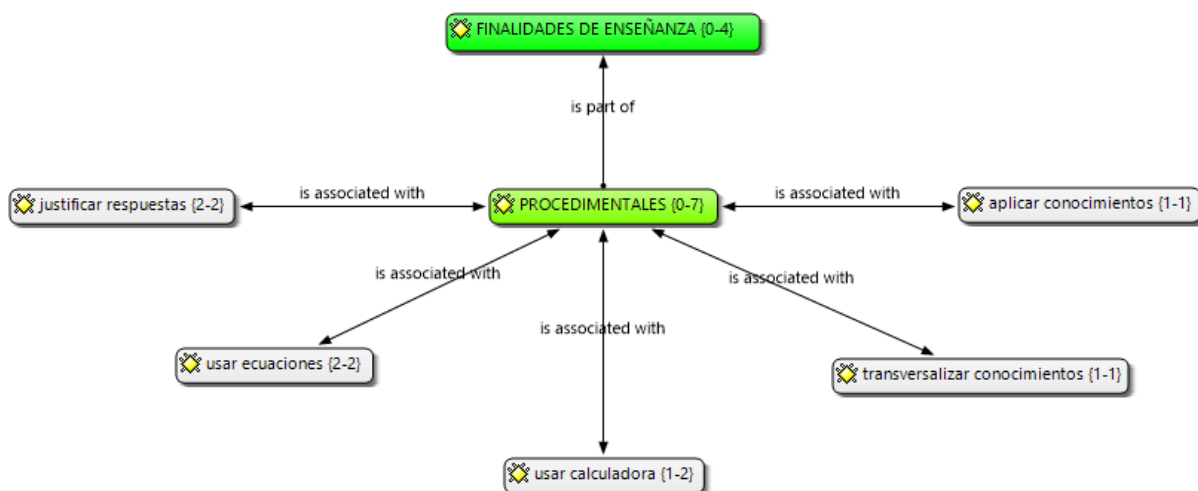 FINALIDADES DE ENSEÑANZA {0-4}
is part of
justificar respuestas {2-2}
is associated with
PROCEDIMENTALES {0-7}
is associated with
aplicar conocimientos {1-1}
is associated with
is associated with
is associated with
usar ecuaciones {2-2}
transversalizar conocimientos {1-1}
usar calculadora {1-2}